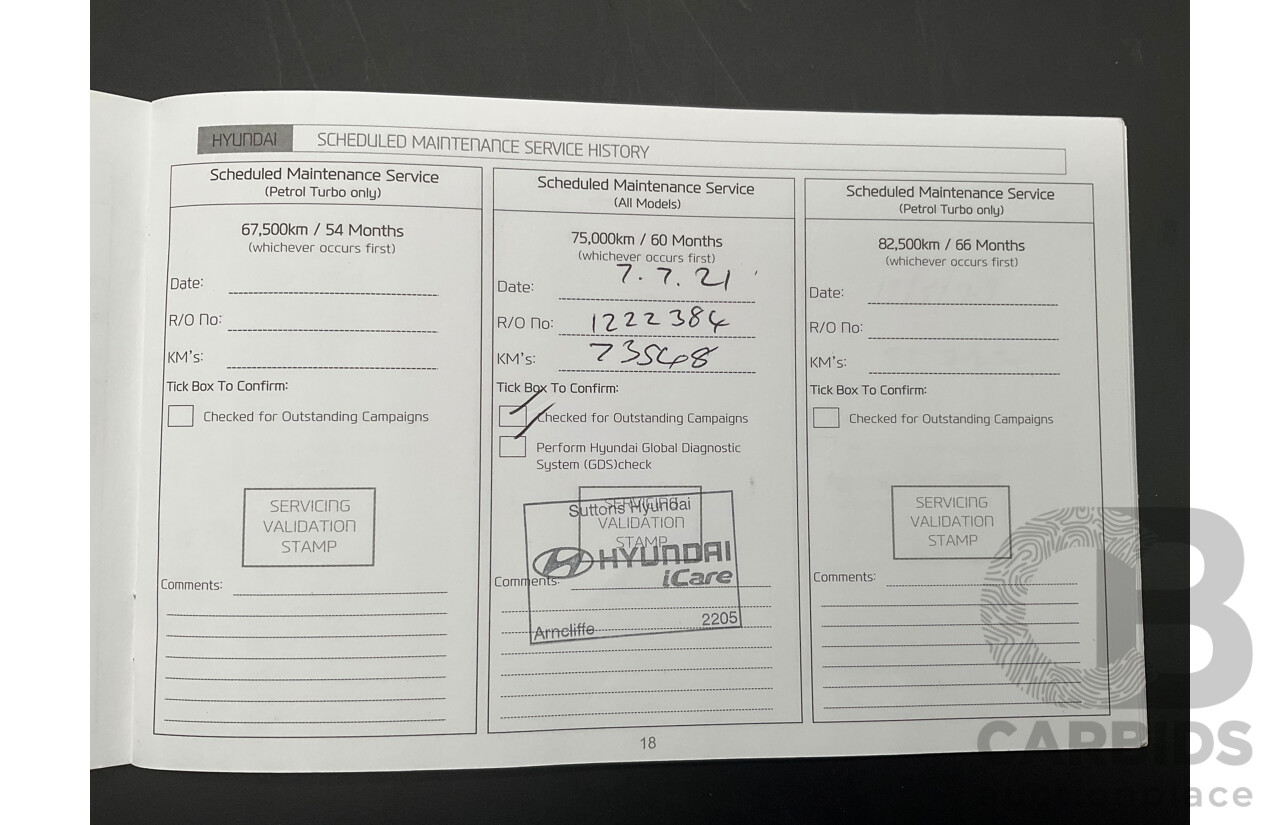 HYUNDAI SCHEDULED MAINTENANCE SERVICE HISTORY
Scheduled Maintenance Service
(Petrol Turbo only)
67,500km / 54 Months
(whichever occurs first)
Date:
R/O No:
KM's:
Tick Box To Confirm:
Checked for Outstanding Campaigns
SERVICING
VALIDATION
STAMP
Comments:
Scheduled Maintenance Service
(All Models)
75,000km / 60 Months
(whichever occurs first)
Date: 7.7.21
R/O No: 1222384
KM's: 73548
Tick Box To Confirm:
Checked for Outstanding Campaigns
Perform Hyundai Global Diagnostic
System (GDS)check
SERVICING
VALIDATION
STAMP
Suttons Hyundai
HYUNDAI
iCare
Comments:
Arncliffe 2205
Scheduled Maintenance Service
(Petrol Turbo only)
82,500km / 66 Months
(whichever occurs first)
Date:
R/O No:
KM's:
Tick Box To Confirm:
Checked for Outstanding Campaigns
SERVICING
VALIDATION
STAMP
Comments:
18
CB
CARBIDS